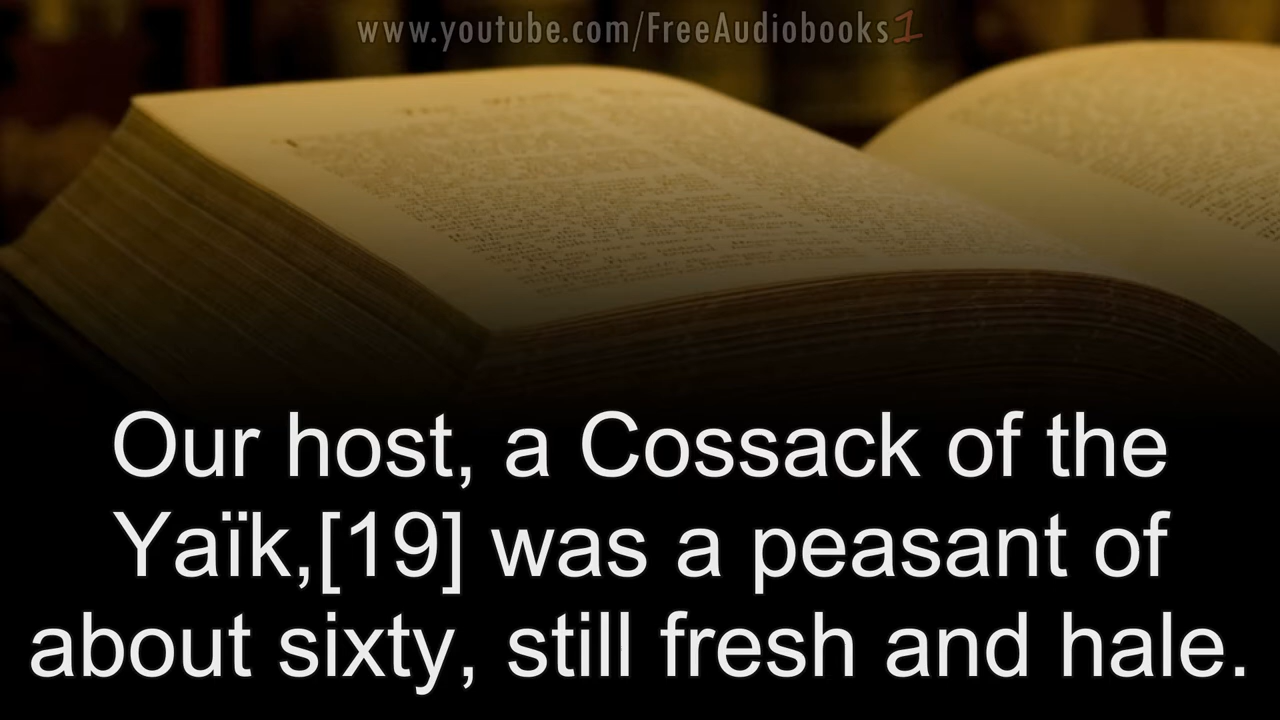 www.youtube.com/FreeAudiobooks1
Our host, a Cossack of the
Yaïk,[19] was a peasant of
about sixty, still fresh and hale.